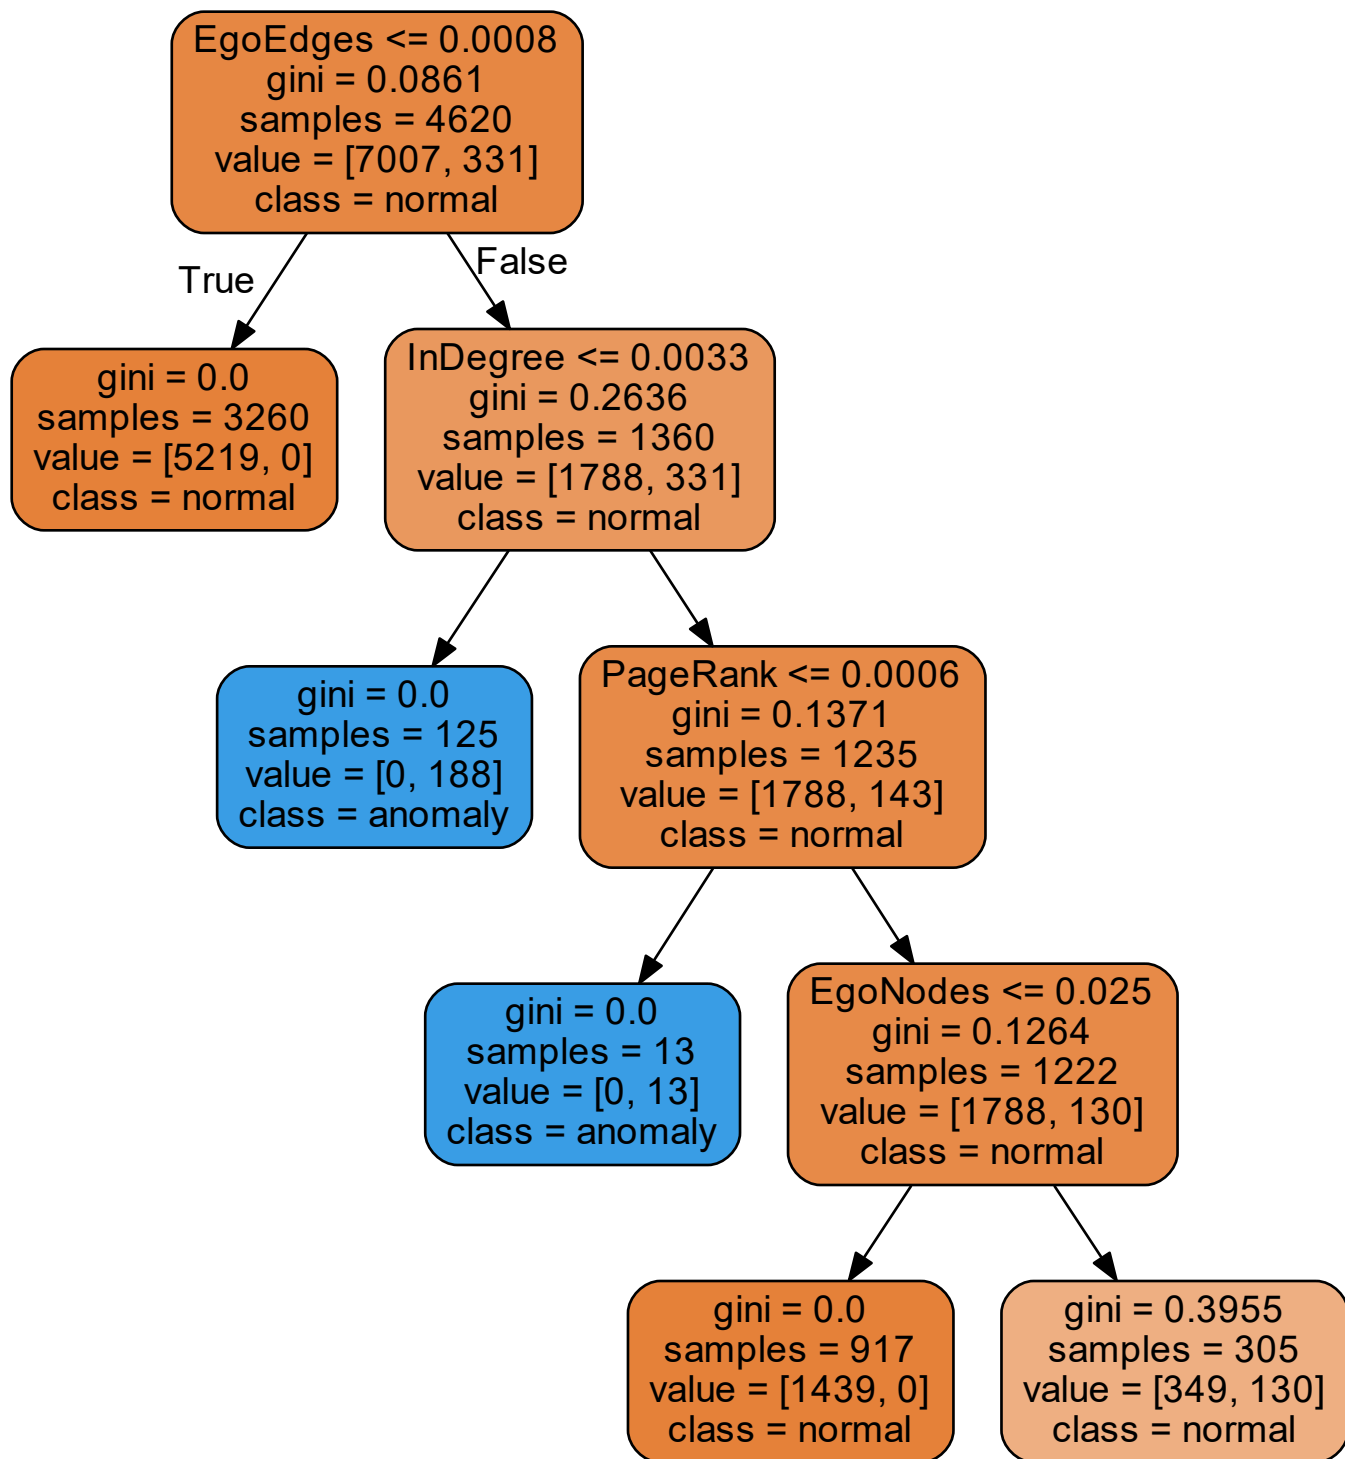 EgoEdges <= 0.0008
gini = 0.0861
samples = 4620
value = [7007, 331]
class = normal
True
False
gini = 0.0
samples = 3260
value = [5219, 0]
class = normal
InDegree <= 0.0033
gini = 0.2636
samples = 1360
value = [1788, 331]
class = normal
gini = 0.0
samples = 125
value = [0, 188]
class = anomaly
PageRank <= 0.0006
gini = 0.1371
samples = 1235
value = [1788, 143]
class = normal
gini = 0.0
samples = 13
value = [0, 13]
class = anomaly
EgoNodes <= 0.025
gini = 0.1264
samples = 1222
value = [1788, 130]
class = normal
gini = 0.0
samples = 917
value = [1439, 0]
class = normal
gini = 0.3955
samples = 305
value = [349, 130]
class = normal